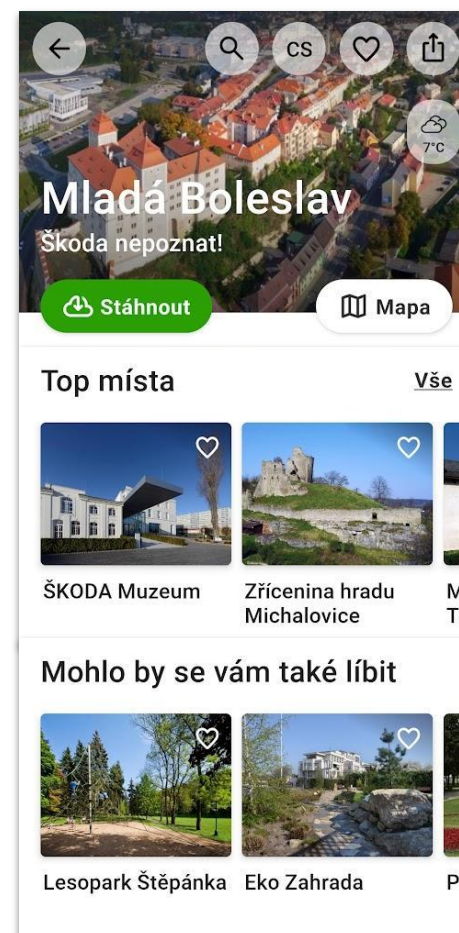 CS
7°C
Mladá Boleslav
Škoda nepoznat!
Stáhnout
Mapa
Top místa
Vše
ŠKODA Muzeum
Zřícenina hradu
Michalovice
M
T
Mohlo by se vám také líbit
Lesopark Štěpánka
Eko Zahrada
P